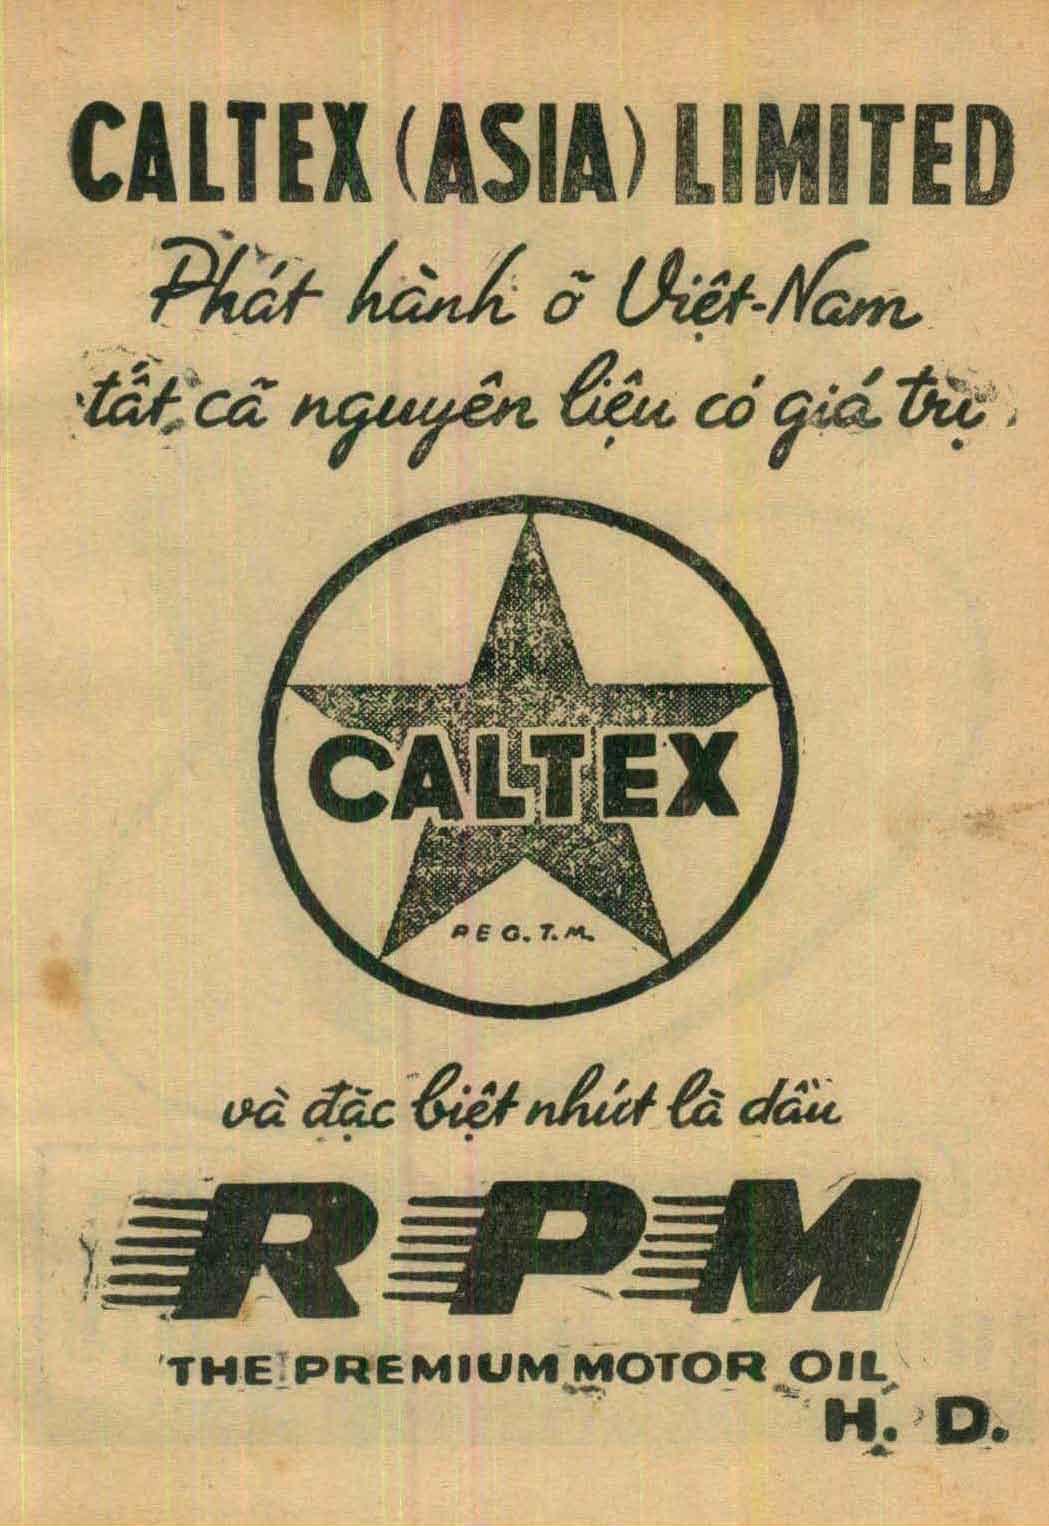 CALTEX (ASIA) LIMITED
Phát hành ỡ Việt-Nam
tất cã nguyên liệu có giá trị
CALTEX
REG. T.M.
và đặc biệt nhứt là dầu
RPM
THE PREMIUM MOTOR OIL
H. D.